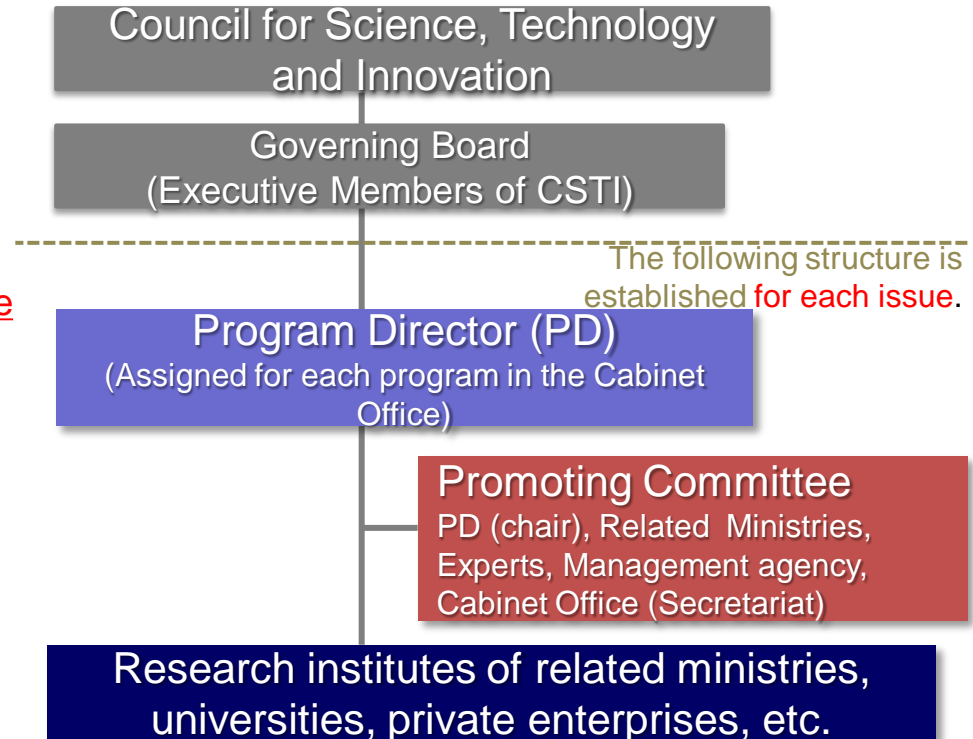 Council for Science, Technology
and Innovation
Governing Board
(Executive Members of CSTI)
The following structure is
established for each issue.
e
Program Director (PD)
(Assigned for each program in the Cabinet
Office)
Promoting Committee
PD (chair), Related Ministries,
Experts, Management agency,
Cabinet Office (Secretariat)
Research institutes of related ministries,
universities, private enterprises, etc.